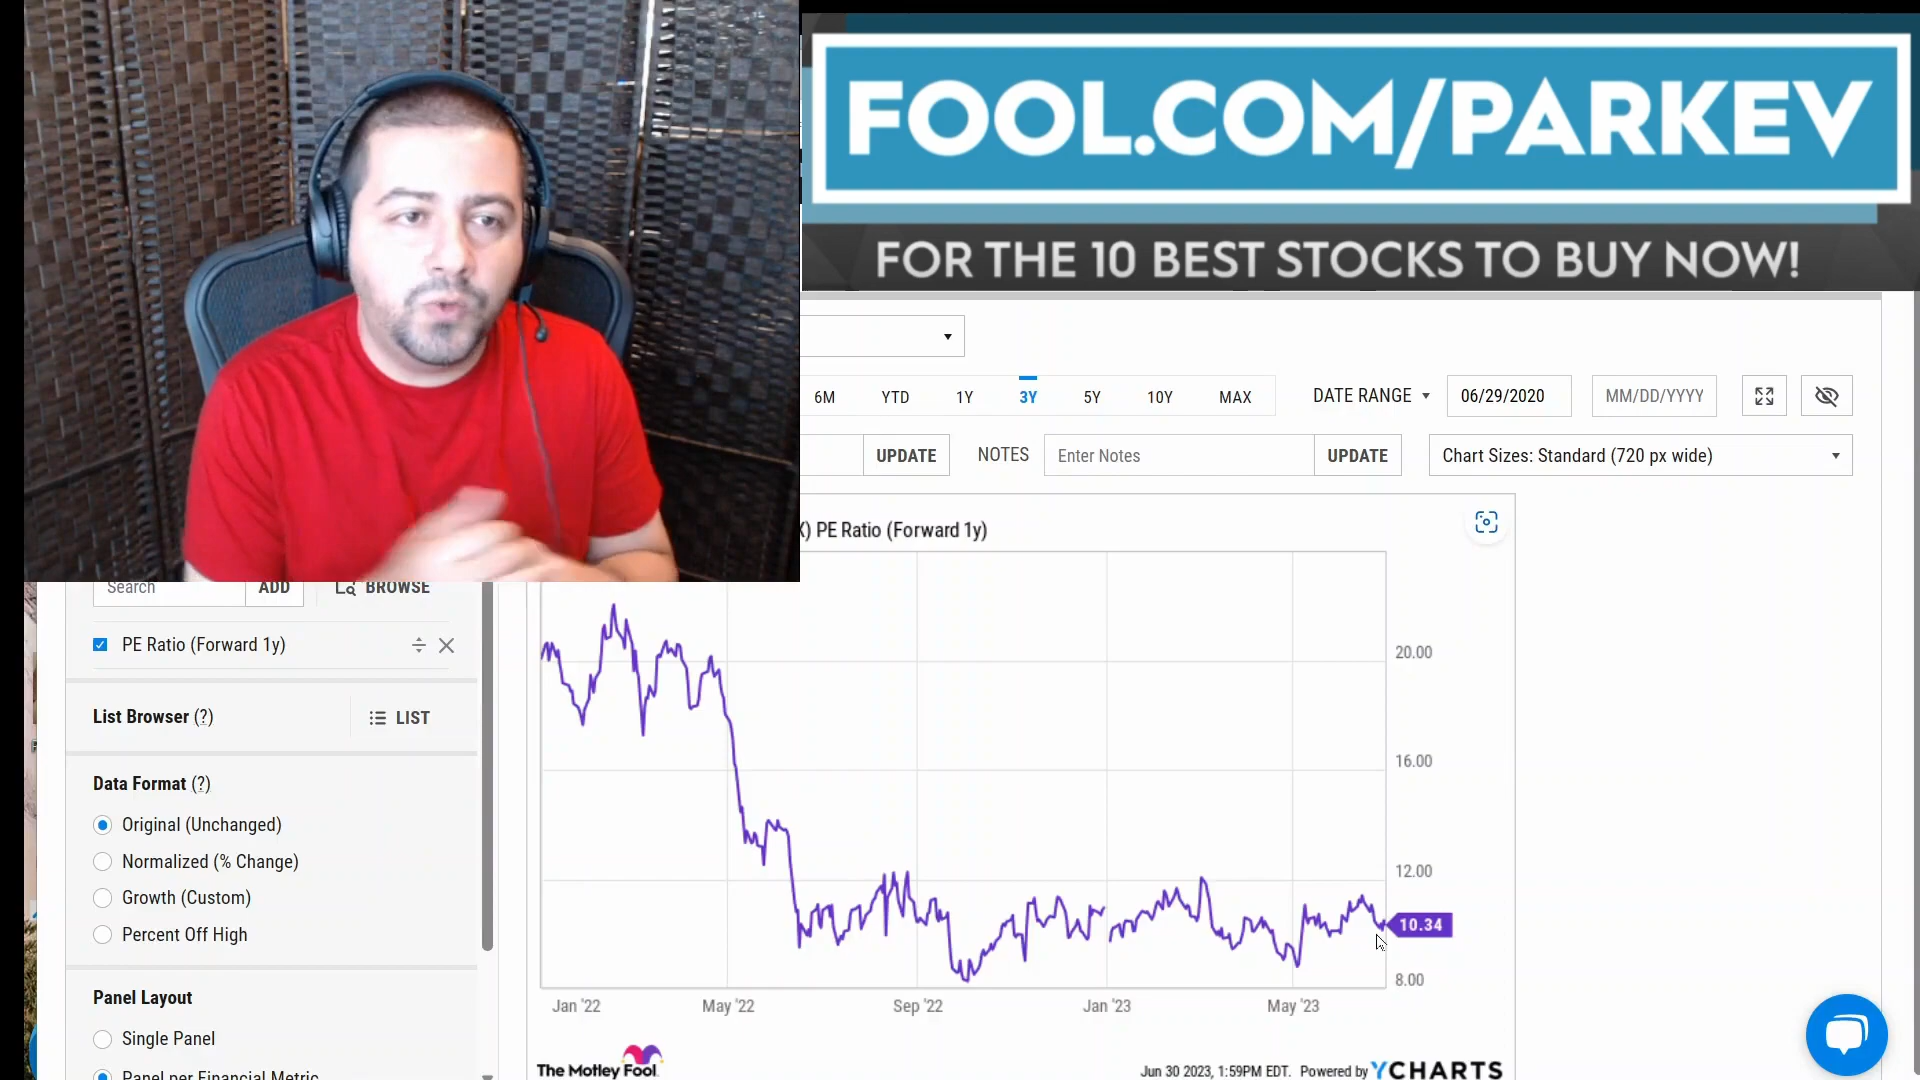 FOOL.COM/PARKEV
FOR THE 10 BEST STOCKS TO BUY NOW!
6M YTD 1Y 3Y 5Y 10Y MAX DATE RANGE 06/29/2020 MM/DD/YYYY
UPDATE NOTES Enter Notes UPDATE Chart Sizes: Standard (720 px wide)
) PE Ratio (Forward 1y)
Search ADD BROWSE
PE Ratio (Forward 1y)
List Browser (?) LIST
Data Format (?)
Original (Unchanged)
Normalized (% Change)
Growth (Custom)
Percent Off High
Panel Layout
Single Panel
Panel per Financial Metric
20.00
16.00
12.00
10.34
8.00
Jan '22 May '22 Sep '22 Jan '23 May '23
The Motley Fool Jun 30 2023, 1:59PM EDT. Powered by YCHARTS